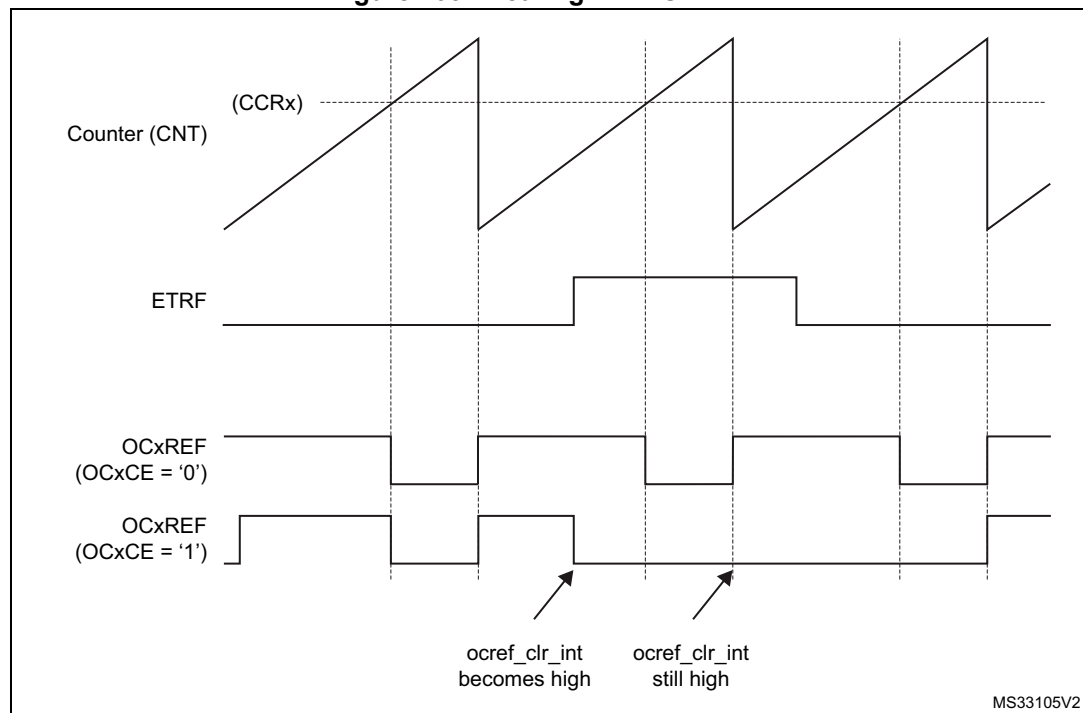 (CCRx)
Counter (CNT)
ETRF
OCxREF
(OCxCE = ‘0’)
OCxREF
(OCxCE = ‘1’)
ocref_clr_int
becomes high
ocref_clr_int
still high
MS33105V2